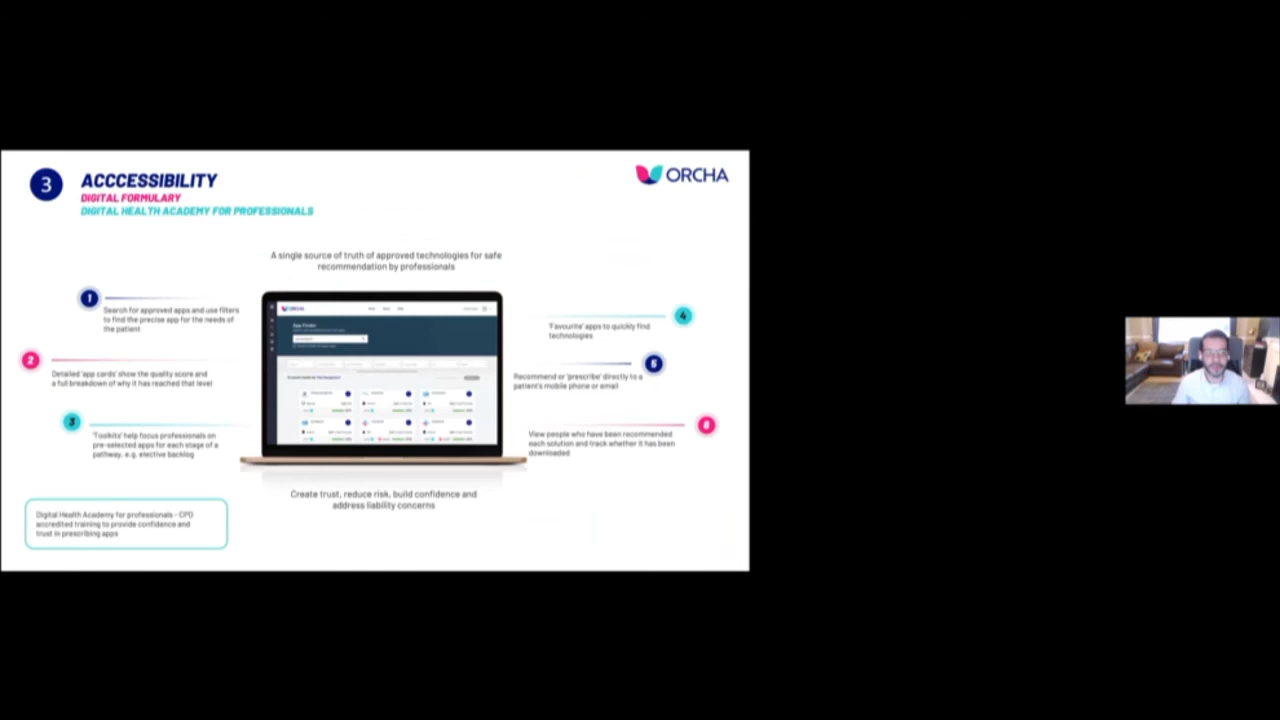 3
ACCCESSIBILITY
DIGITAL FORMULARY
DIGITAL HEALTH ACADEMY FOR PROFESSIONALS
ORCHA
A single source of truth of approved technologies for safe
recommendation by professionals
1
Search for approved apps and use filters
to find the precise app for the needs of
the patient
2
Detailed 'app cards' show the quality score and
a full breakdown of why it has reached that level
3
'Toolkits' help focus professionals on
pre-selected apps for each stage of a
pathway, e.g. elective backlog
ORCHA
App Finder
4
'Favourite' apps to quickly find
technologies
5
Recommend or 'prescribe' directly to a
patient's mobile phone or email
6
View people who have been recommended
each solution and track whether it has been
downloaded
Create trust, reduce risk, build confidence and
address liability concerns
Digital Health Academy for professionals - CPD
accredited training to provide confidence and
trust in prescribing apps